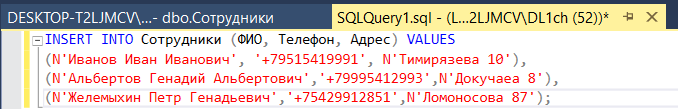 DESKTOP-T2LJMCV\...- dbo.Сотрудники SQLQuery1.sql - (L...2LJMCV\DL1ch (52))*
INSERT INTO Сотрудники (ФИО, Телефон, Адрес) VALUES
(N'Иванов Иван Иванович', '+79515419991', N'Тимирязева 10'),
(N'Альбертов Генадий Альбертович','+79995412993',N'Докучаева 8'),
(N'Желемыхин Петр Генадьевич','+75429912851',N'Ломоносова 87');